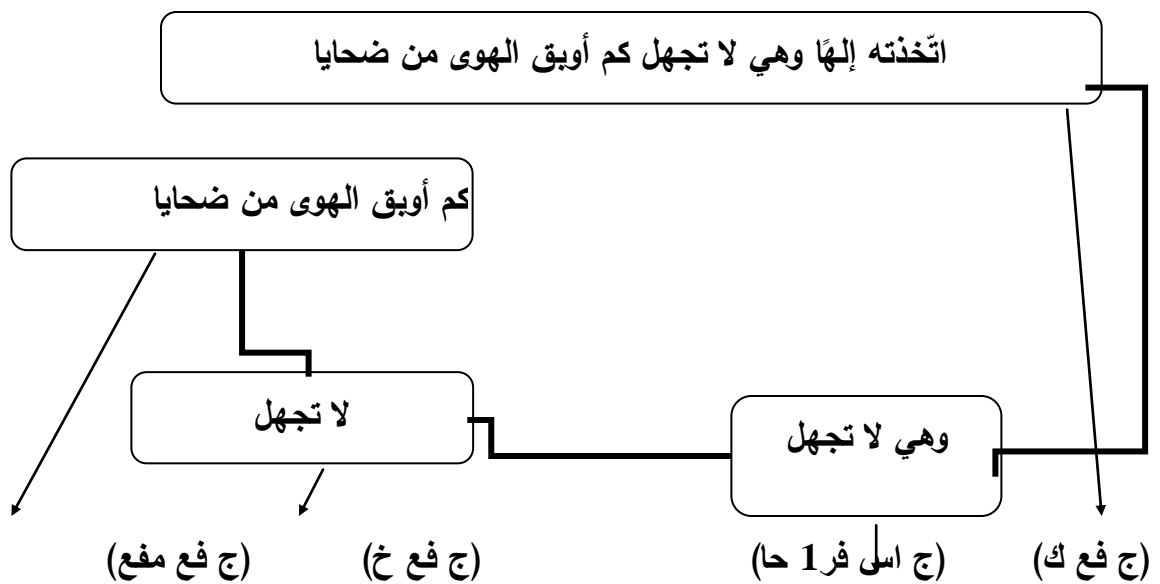 اتّخذته إلهًا وهي لا تجهل كم أوبق الهوى من ضحايا
كم أوبق الهوى من ضحايا
لا تجهل
وهي لا تجهل
(ج فع ك) (ج اس فر1 حا) (ج فع خ) (ج فع مفع)